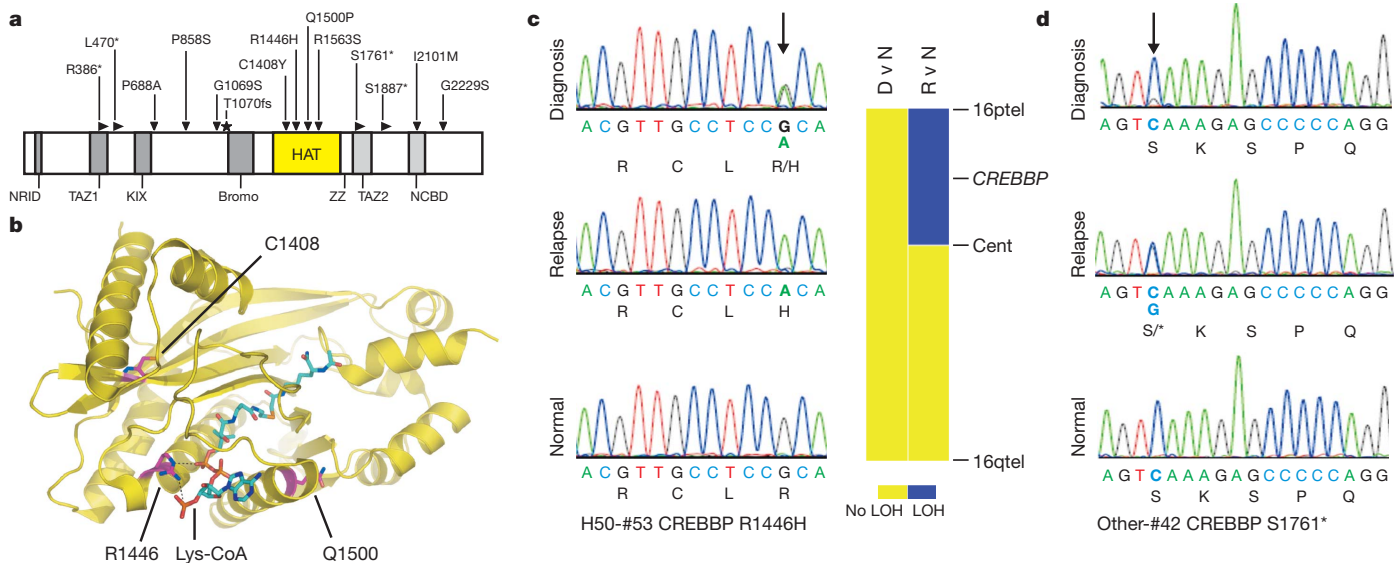 a
Q1500P
L470*
P858S
R1446H
R1563S
R386*
C1408Y
S1761*
I2101M
P688A
G1069S
S1887*
G2229S
T1070fs
HAT
NRID
TAZ1
KIX
Bromo
ZZ
TAZ2
NCBD
b
C1408
R1446
Lys-CoA
Q1500
c
Diagnosis
A C G T T G C C T C C G C A
A
R C L R/H
Relapse
A C G T T G C C T C C A C A
R C L H
Normal
A C G T T G C C T C C G C A
R C L R
H50-#53 CREBBP R1446H
D v N
R v N
16ptel
CREBBP
Cent
16qtel
No LOH
LOH
d
Diagnosis
A G T C A A A G A G C C C C C A G G
S K S P Q
Relapse
A G T C A A A G A G C C C C C A G G
G
S/* K S P Q
Normal
A G T C A A A G A G C C C C C A G G
S K S P Q
Other-#42 CREBBP S1761*